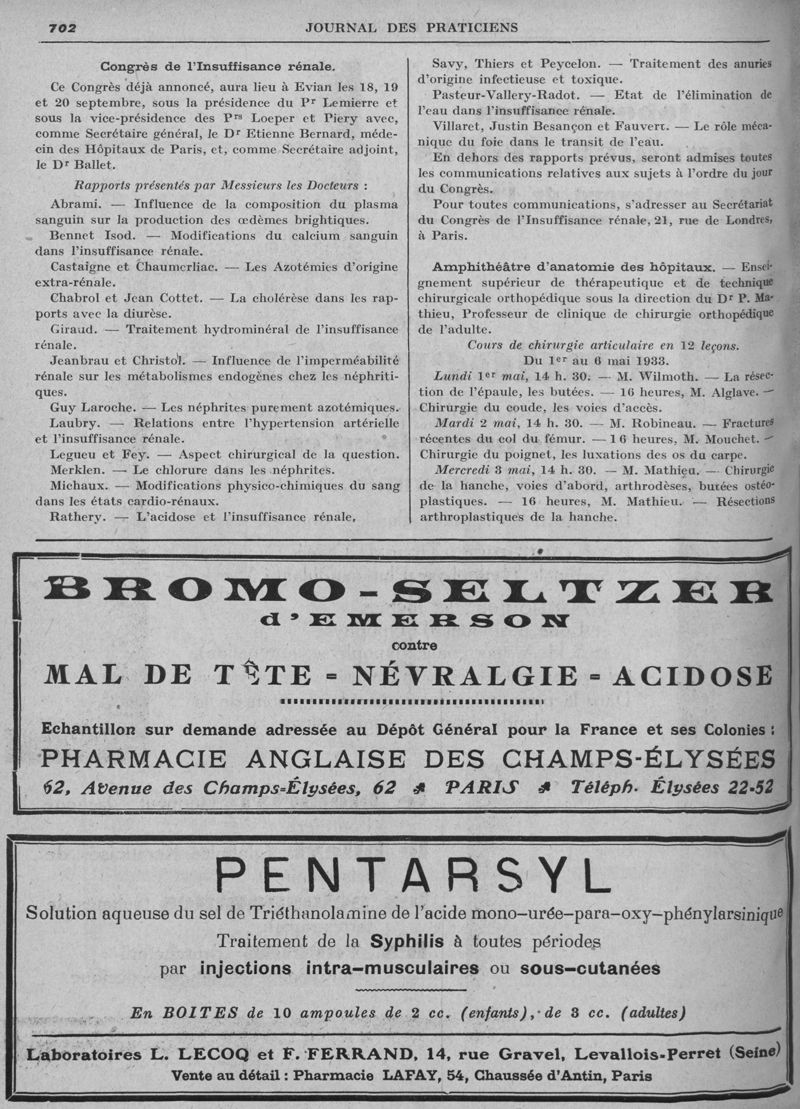 702
JOURNAL DES PRATICIENS
Congrès de l'Insuffisance rénale.
Ce Congrès déjà annoncé, aura lieu à Evian les 18, 19
et 20 septembre, sous la présidence du Pr Lemierre et
sous la vice-présidence des Prs Loeper et Piery avec,
comme Secrétaire général, le Dr Etienne Bernard, méde-
cin des Hôpitaux de Paris, et, comme Secrétaire adjoint,
le Dr Ballet.
Rapports présentés par Messieurs les Docteurs :
Abrami. — Influence de la composition du plasma
sanguin sur la production des œdèmes brightiques.
Bennet Isod. — Modifications du calcium sanguin
dans l'insuffisance rénale.
Castaigne et Chaumerliac. — Les Azotémies d'origine
extra-rénale.
Chabrol et Jean Cottet. — La cholérèse dans les rap-
ports avec la diurèse.
Giraud. — Traitement hydrominéral de l'insuffisance
rénale.
Jeanbrau et Christol. — Influence de l'imperméabilité
rénale sur les métabolismes endogènes chez les néphriti-
ques.
Guy Laroche. — Les néphrites purement azotémiques.
Laubry. — Relations entre l'hypertension artérielle
et l'insuffisance rénale.
Legueu et Fey. — Aspect chirurgical de la question.
Merklen. — Le chlorure dans les néphrites.
Michaux. — Modifications physico-chimiques du sang
dans les états cardio-rénaux.
Rathery. — L'acidose et l'insuffisance rénale,
Savy, Thiers et Peycelon. — Traitement des anuries
d'origine infectieuse et toxique.
Pasteur-Vallery-Radot. — Etat de l'élimination de
l'eau dans l'insuffisance rénale.
Villaret, Justin Besançon et Fauvert. — Le rôle méca-
nique du foie dans le transit de l'eau.
En dehors des rapports prévus, seront admises toutes
les communications relatives aux sujets à l'ordre du jour
du Congrès.
Pour toutes communications, s'adresser au Secrétariat
du Congrès de l'Insuffisance rénale, 21, rue de Londres,
à Paris.
Amphithéâtre d'anatomie des hôpitaux. — Ensei-
gnement supérieur de thérapeutique et de technique
chirurgicale orthopédique sous la direction du Dr P. Ma-
thieu, Professeur de clinique de chirurgie orthopédique
de l'adulte.
Cours de chirurgie articulaire en 12 leçons.
Du 1er au 6 mai 1933.
Lundi 1er mai, 14 h. 30. — M. Wilmoth. — La résec-
tion de l'épaule, les butées. — 16 heures, M. Alglave. —
Chirurgie du coude, les voies d'accès.
Mardi 2 mai, 14 h. 30. — M. Robineau. — Fractures
récentes du col du fémur. — 16 heures, M. Mouchet. —
Chirurgie du poignet, les luxations des os du carpe.
Mercredi 3 mai, 14 h. 30. — M. Mathieu. — Chirurgie
de la hanche, voies d'abord, arthrodèses, butées ostéo-
plastiques. — 16 heures, M. Mathieu. — Résections
arthroplastiques de la hanche.
BROMO-SELTZER
d'EMERSON
contre
MAL DE TÊTE = NÉVRALGIE = ACIDOSE
Echantillon sur demande adressée au Dépôt Général pour la France et ses Colonies :
PHARMACIE ANGLAISE DES CHAMPS-ÉLYSÉES
62, Avenue des Champs=Élysées, 62 PARIS Téléph. Élysées 22-52
PENTARSYL
Solution aqueuse du sel de Triéthanolamine de l'acide mono-urée-para-oxy-phénylarsinique
Traitement de la Syphilis à toutes périodes
par injections intra-musculaires ou sous-cutanées
En BOITES de 10 ampoules de 2 cc. (enfants), de 3 cc. (adultes)
Laboratoires L. LECOQ et F. FERRAND, 14, rue Gravel, Levallois-Perret (Seine)
Vente au détail : Pharmacie LAFAY, 54, Chaussée d'Antin, Paris